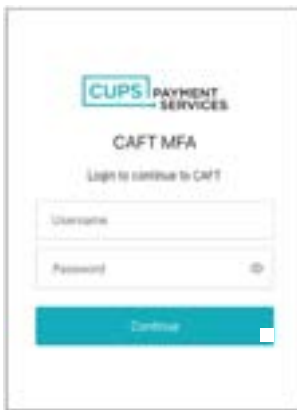 CUPS PAYMENT
SERVICES
CAFT MFA
Login to continue to CAFT
Username
Password
Continue